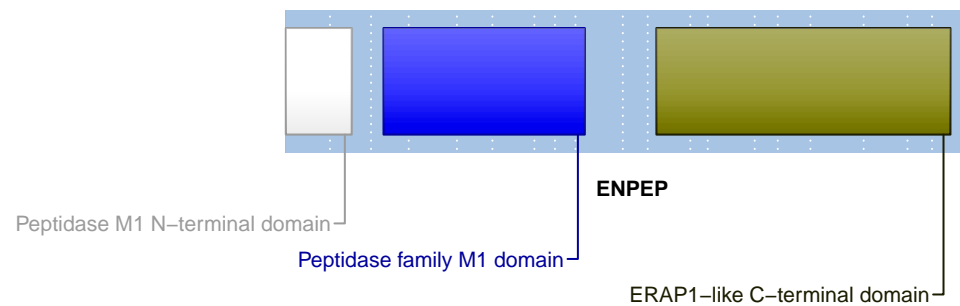 ENPEP
Peptidase M1 N−terminal domain
Peptidase family M1 domain
ERAP1−like C−terminal domain